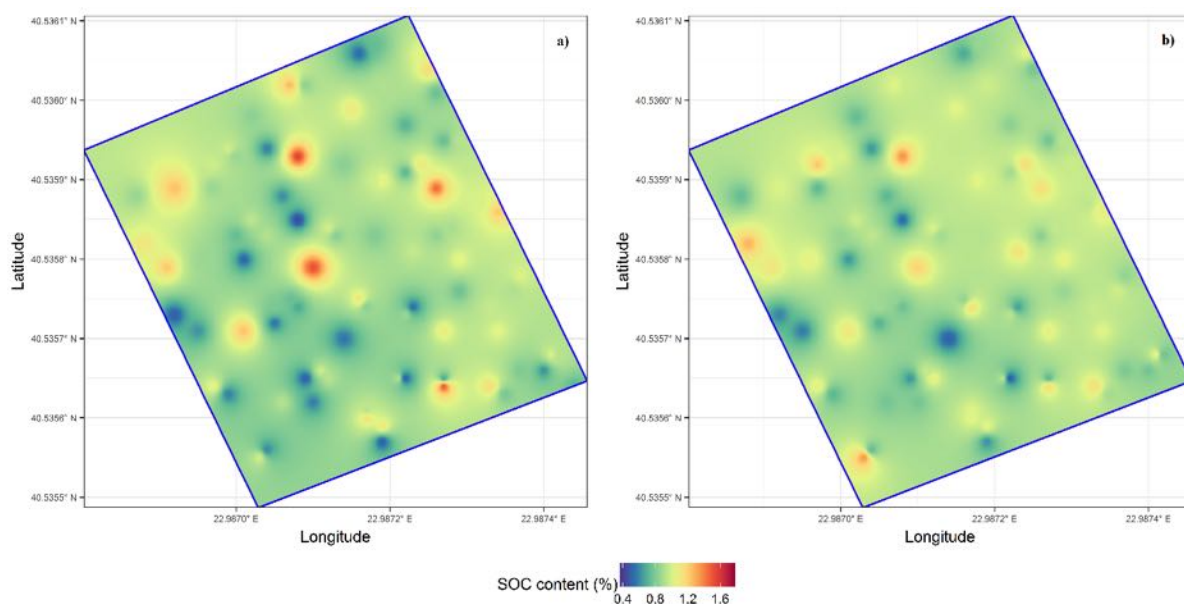 a)
b)
40.5361° N
40.5360° N
40.5359° N
40.5358° N
40.5357° N
40.5356° N
40.5355° N
40.5361° N
40.5360° N
40.5359° N
40.5358° N
40.5357° N
40.5356° N
40.5355° N
Latitude
Latitude
22.9870° E 22.9872° E 22.9874° E
22.9870° E 22.9872° E 22.9874° E
Longitude
Longitude
SOC content (%)
0.4 0.8 1.2 1.6